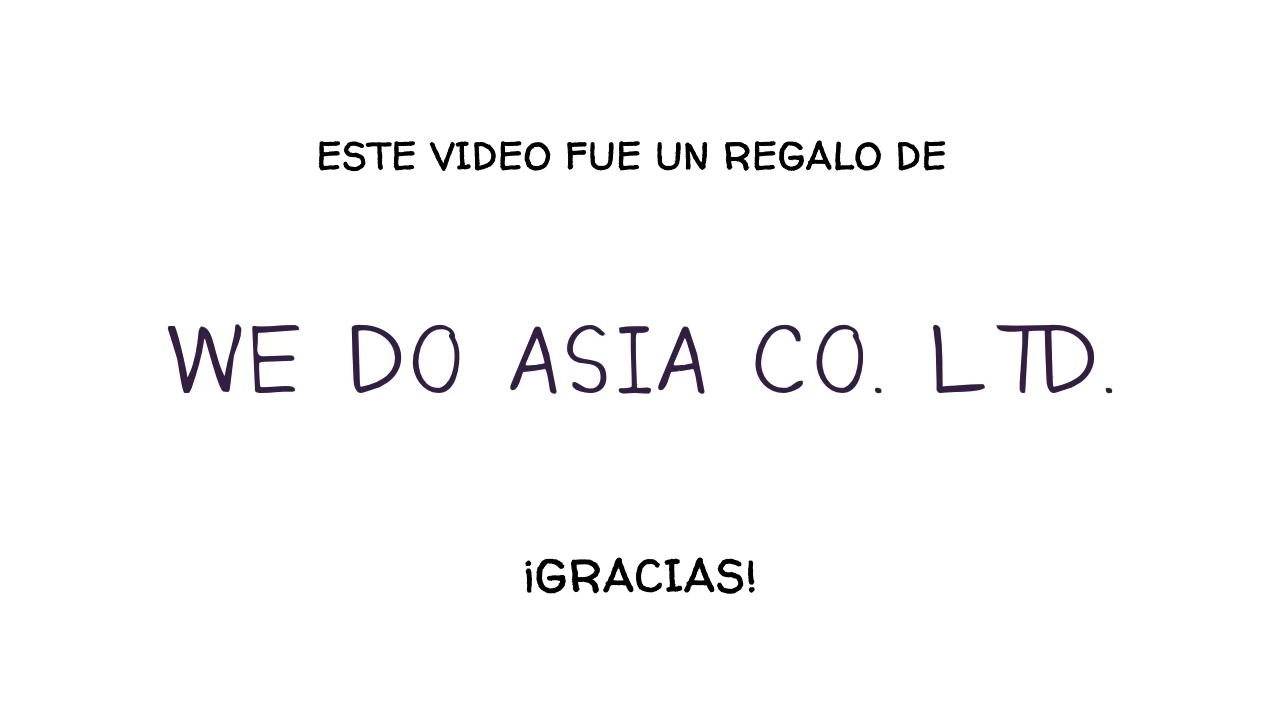 ESTE VIDEO FUE UN REGALO DE
WE DO ASIA CO. LTD.
¡GRACIAS!